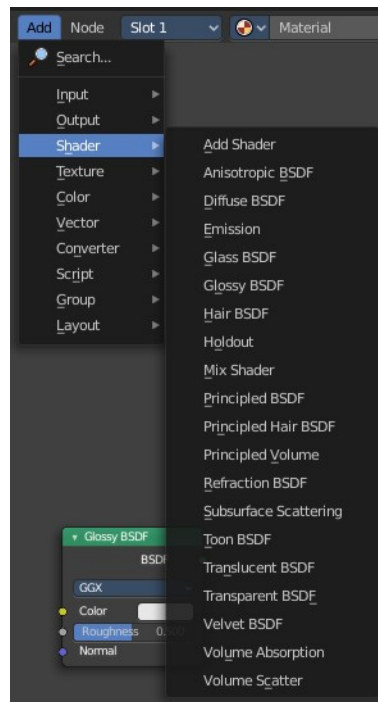 Add Node Slot 1 Material
Search...
Input
Output
Shader
Texture
Color
Vector
Converter
Script
Group
Layout
Add Shader
Anisotropic BSDF
Diffuse BSDF
Emission
Glass BSDF
Glossy BSDF
Hair BSDF
Holdout
Mix Shader
Principled BSDF
Principled Hair BSDF
Principled Volume
Refraction BSDF
Subsurface Scattering
Toon BSDF
Translucent BSDF
Transparent BSDF
Velvet BSDF
Volume Absorption
Volume Scatter
Glossy BSDF
GGX
Color
Roughness
Normal